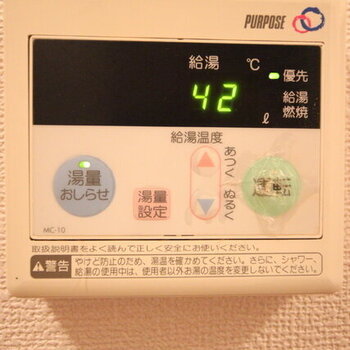 PURPOSE
給湯 ℃
優先
42
給湯
燃焼
ℓ
給湯温度
湯量
おしらせ
湯量
設定
あつく
ぬるく
運転
MC-10
取扱説明書をよく読んで正しく安全にお使いください。
警告
やけど防止のため、湯温を確かめてください。さらに、シャワー、
給湯の使用中は、使用者以外お湯の温度を変更しないでください。